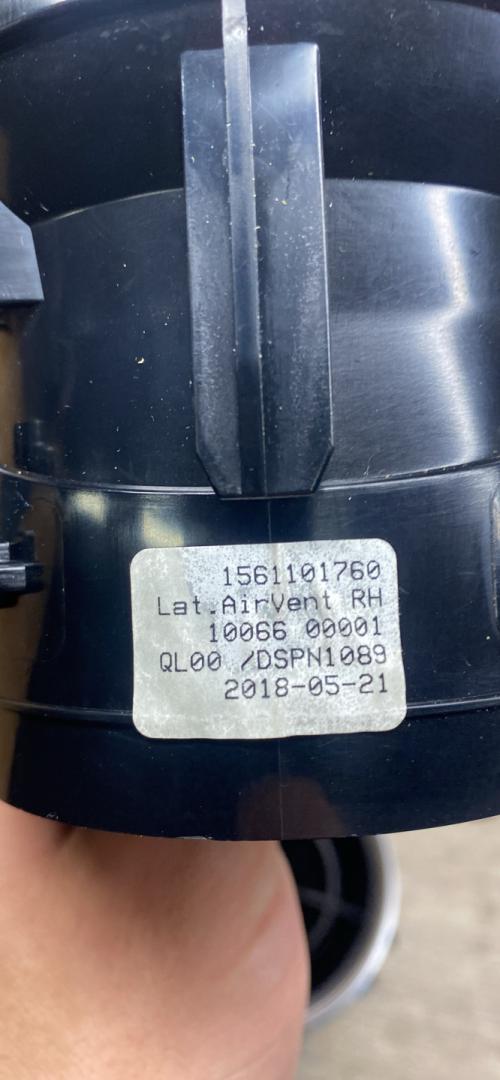 1561101760
Lat.AirVent RH
10066 00001
QL00 /DSPN1089
2018-05-21